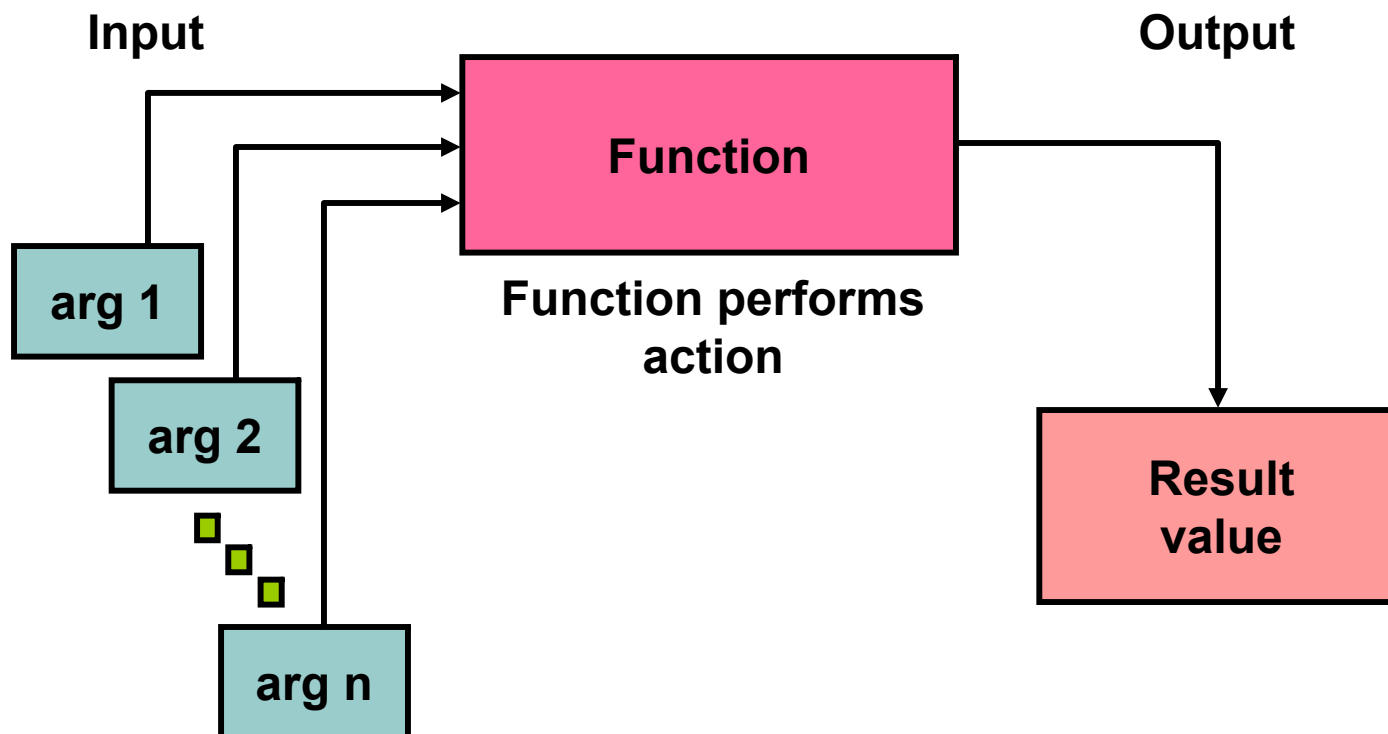 Input
Output
Function
Function performs
action
arg 1
arg 2
arg n
Result
value